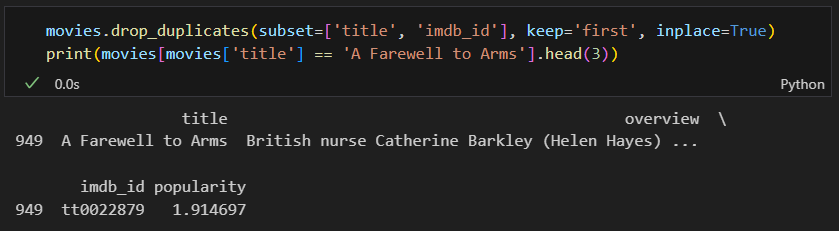 movies.drop_duplicates(subset=['title', 'imdb_id'], keep='first', inplace=True)
print(movies[movies['title'] == 'A Farewell to Arms'].head(3))
✓ 0.0s Python
title overview \
949 A Farewell to Arms British nurse Catherine Barkley (Helen Hayes) ...
imdb_id popularity
949 tt0022879 1.914697